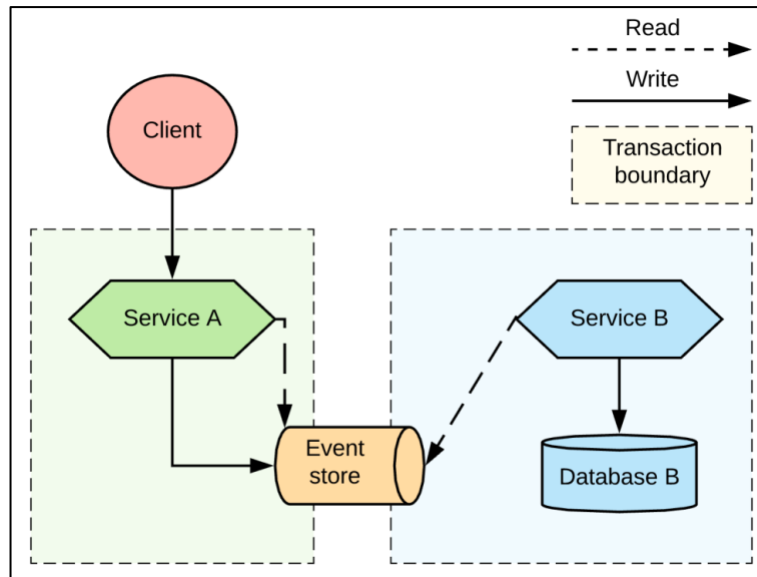 Read
Write
Client
Transaction
boundary
Service A
Service B
Event
store
Database B